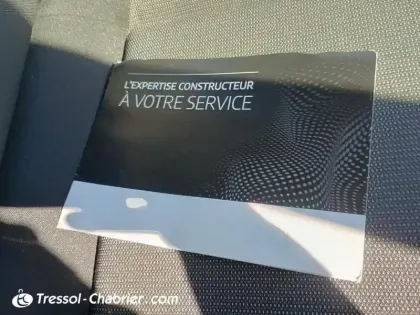 L'EXPERTISE CONSTRUCTEUR
À VOTRE SERVICE
Tressol-Chabrier.com